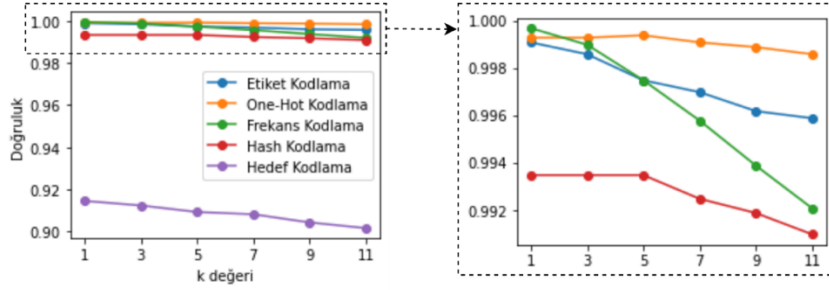 1.00
0.98
0.96
0.94
0.92
0.90
Doğruluk
1 3 5 7 9 11
k değeri
Etiket Kodlama
One-Hot Kodlama
Frekans Kodlama
Hash Kodlama
Hedef Kodlama
1.000
0.998
0.996
0.994
0.992
1 3 5 7 9 11